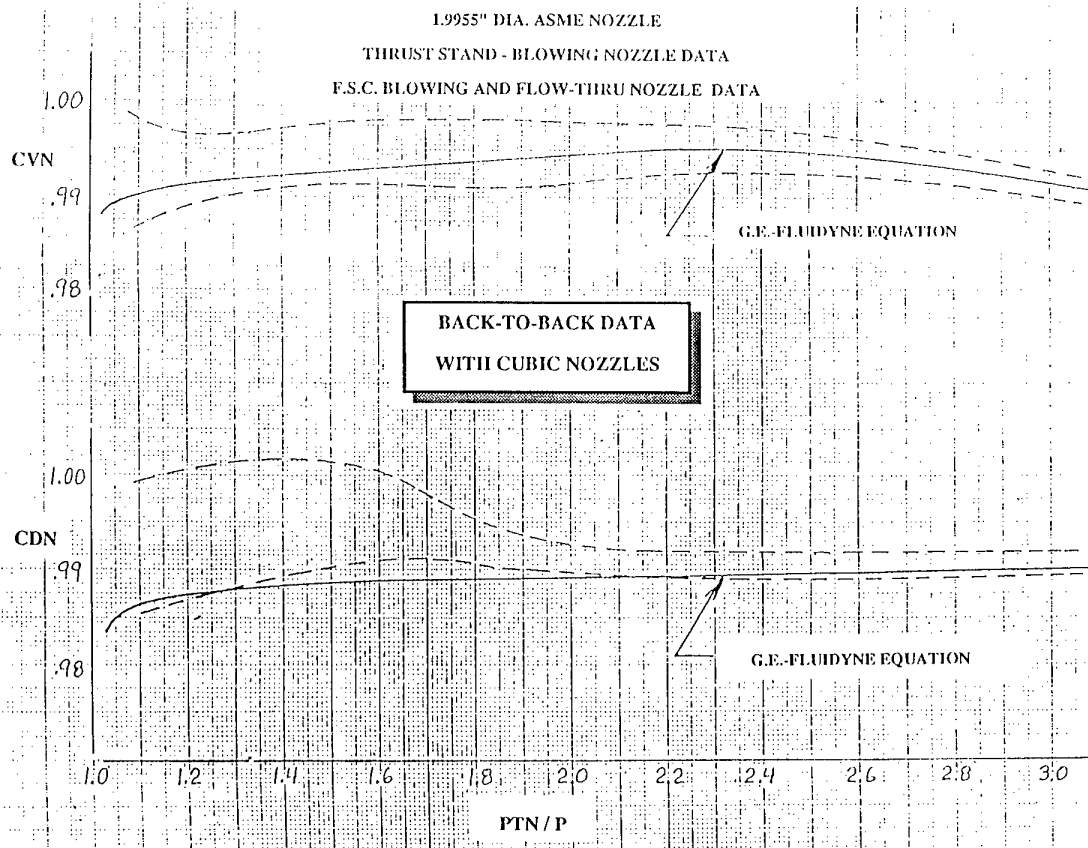 1.9955" DIA. ASME NOZZLE
THRUST STAND - BLOWING NOZZLE DATA
F.S.C. BLOWING AND FLOW-THRU NOZZLE DATA
1.00
CVN
.99
G.E.-FLUIDYNE EQUATION
.98
BACK-TO-BACK DATA
WITH CUBIC NOZZLES
1.00
CDN
.99
G.E.-FLUIDYNE EQUATION
.98
1.0 1.2 1.4 1.6 1.8 2.0 2.2 2.4 2.6 2.8 3.0
PTN / P